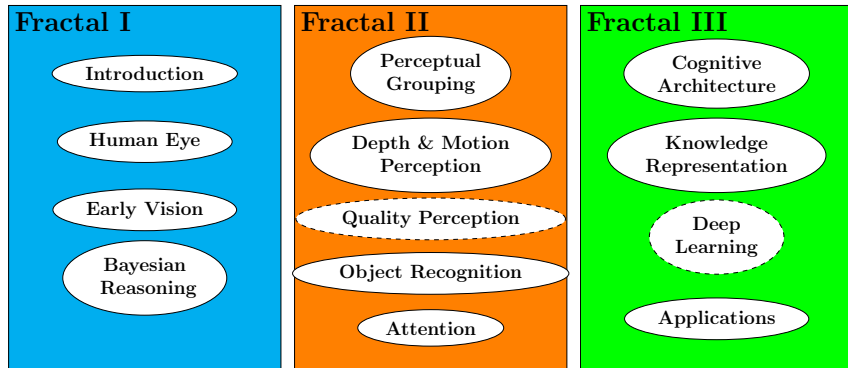 Fractal I
Introduction
Human Eye
Early Vision
Bayesian
Reasoning
Fractal II
Perceptual
Grouping
Depth & Motion
Perception
Quality Perception
Object Recognition
Attention
Fractal III
Cognitive
Architecture
Knowledge
Representation
Deep
Learning
Applications